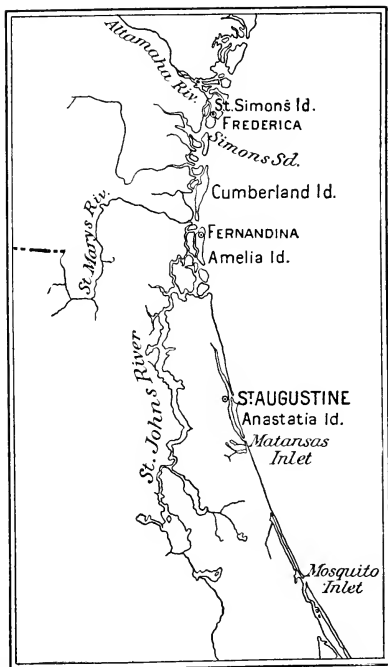 Altamaha Riv.
St. Simons Id.
FREDERICA
Simons Sd.
Cumberland Id.
St Marys Riv.
FERNANDINA
Amelia Id.
St. Johns River
ST AUGUSTINE
Anastatia Id.
Matansas
Inlet
Mosquito
Inlet